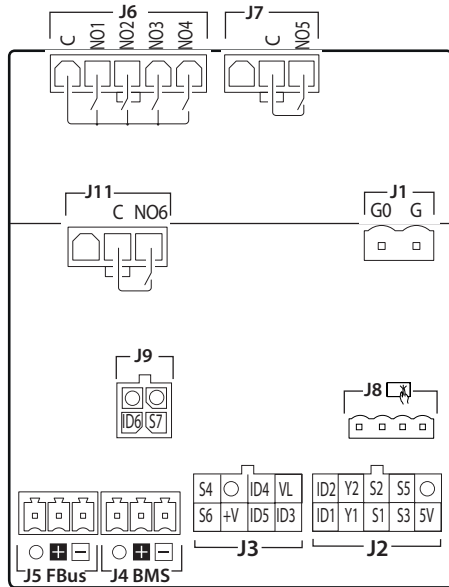 J6 J7
C NO1 NO2 NO3 NO4 C NO5
J11 J1
C NO6 G0 G
J9
J8
ID6 S7
S4 ID4 VL ID2 Y2 S2 S5
S6 +V ID5 ID3 ID1 Y1 S1 S3 5V
J3 J2
J5 FBus J4 BMS